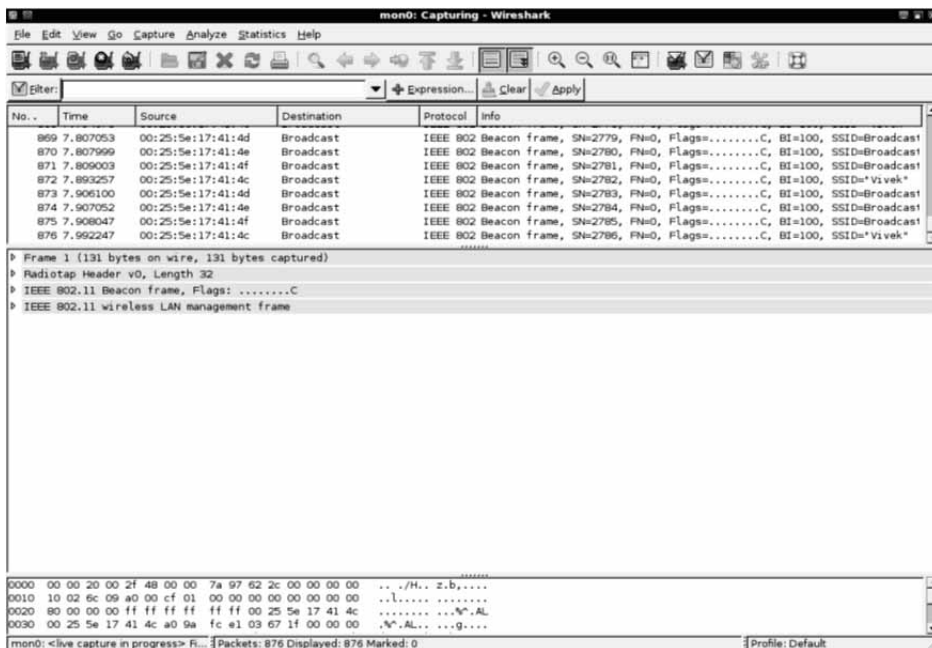 mon0: Capturing - Wireshark
File Edit View Go Capture Analyze Statistics Help
Filter: Expression... Clear Apply
No. . Time Source Destination Protocol Info
869 7.807053 00:25:5e:17:41:4d Broadcast IEEE 802 Beacon frame, SN=2779, FN=0, Flags=........C, BI=100, SSID=Broadcast
870 7.807999 00:25:5e:17:41:4e Broadcast IEEE 802 Beacon frame, SN=2780, FN=0, Flags=........C, BI=100, SSID=Broadcast
871 7.809003 00:25:5e:17:41:4f Broadcast IEEE 802 Beacon frame, SN=2781, FN=0, Flags=........C, BI=100, SSID=Broadcast
872 7.893257 00:25:5e:17:41:4c Broadcast IEEE 802 Beacon frame, SN=2782, FN=0, Flags=........C, BI=100, SSID="Vivek"
873 7.906100 00:25:5e:17:41:4d Broadcast IEEE 802 Beacon frame, SN=2783, FN=0, Flags=........C, BI=100, SSID=Broadcast
874 7.907052 00:25:5e:17:41:4e Broadcast IEEE 802 Beacon frame, SN=2784, FN=0, Flags=........C, BI=100, SSID=Broadcast
875 7.908047 00:25:5e:17:41:4f Broadcast IEEE 802 Beacon frame, SN=2785, FN=0, Flags=........C, BI=100, SSID=Broadcast
876 7.992247 00:25:5e:17:41:4c Broadcast IEEE 802 Beacon frame, SN=2786, FN=0, Flags=........C, BI=100, SSID="Vivek"
Frame 1 (131 bytes on wire, 131 bytes captured)
Radiotap Header v0, Length 32
IEEE 802.11 Beacon frame, Flags: ........C
IEEE 802.11 wireless LAN management frame
0000 00 00 20 00 2f 48 00 00 7a 97 62 2c 00 00 00 00 .. ./H.. z.b,....
0010 10 02 6c 09 a0 00 cf 01 00 00 00 00 00 00 00 00 ..l..... ........
0020 80 00 00 00 ff ff ff ff ff ff 00 25 5e 17 41 4c ........ ...%^.AL
0030 00 25 5e 17 41 4c a0 9a fc e1 03 67 1f 00 00 00 .%^.AL.. ...g....
mon0: <live capture in progress> Fi... Packets: 876 Displayed: 876 Marked: 0 Profile: Default